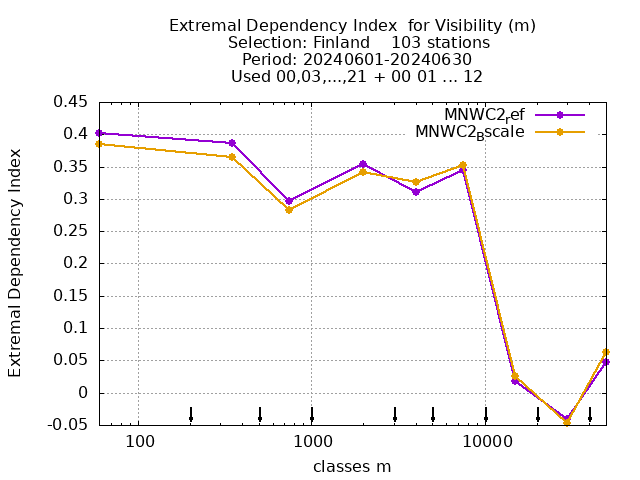 Extremal Dependency Index  for Visibility (m)
Selection: Finland    103 stations
Period: 20240601-20240630
Used 00,03,...,21 + 00 01 ... 12
MNWC2ref
MNWC2Bscale
Extremal Dependency Index
0.45
0.4
0.35
0.3
0.25
0.2
0.15
0.1
0.05
0
-0.05
100
1000
10000
classes m